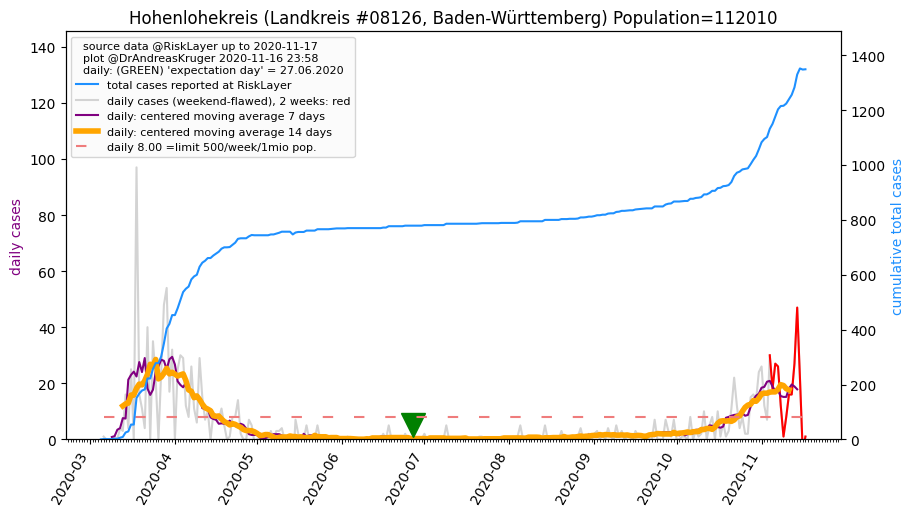 Hohenlohekreis (Landkreis #08126, Baden-Württemberg) Population=112010
source data @RiskLayer up to 2020-11-17
plot @DrAndreasKruger 2020-11-16 23:58
daily: (GREEN) 'expectation day' = 27.06.2020
total cases reported at RiskLayer
daily cases (weekend-flawed), 2 weeks: red
daily: centered moving average 7 days
daily: centered moving average 14 days
daily 8.00 =limit 500/week/1mio pop.
daily cases
140
120
100
80
60
40
20
0
1400
1200
1000
800
600
400
200
0
cumulative total cases
2020-03
2020-04
2020-05
2020-06
2020-07
2020-08
2020-09
2020-10
2020-11